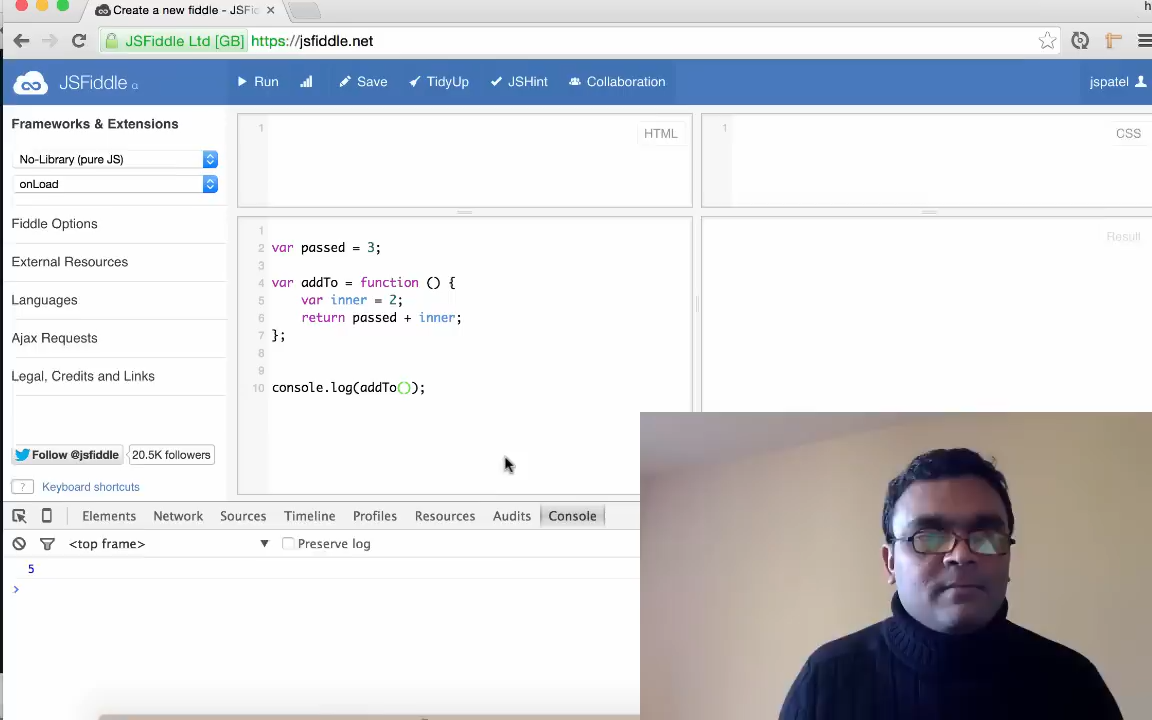 Create a new fiddle - JSFi
h
JSFiddle Ltd [GB] https://jsfiddle.net
JSFiddle α
Run
Save
TidyUp
JSHint
Collaboration
jspatel
Frameworks & Extensions
No-Library (pure JS)
onLoad
Fiddle Options
External Resources
Languages
Ajax Requests
Legal, Credits and Links
Follow @jsfiddle
20.5K followers
? Keyboard shortcuts
1
HTML
1
CSS
1
2 var passed = 3;
3
4 var addTo = function () {
5 var inner = 2;
6 return passed + inner;
7 };
8
9
10 console.log(addTo());
Result
Elements
Network
Sources
Timeline
Profiles
Resources
Audits
Console
<top frame>
Preserve log
5
>